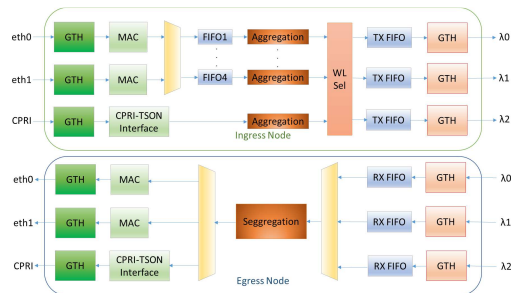 eth0 GTH MAC FIFO1 Aggregation TX FIFO GTH λ0
eth1 GTH MAC FIFO4 Aggregation WL Sel TX FIFO GTH λ1
CPRI GTH CPRI-TSON Interface Aggregation TX FIFO GTH λ2
Ingress Node
eth0 GTH MAC RX FIFO GTH λ0
eth1 GTH MAC Seggregation RX FIFO GTH λ1
CPRI GTH CPRI-TSON Interface RX FIFO GTH λ2
Egress Node